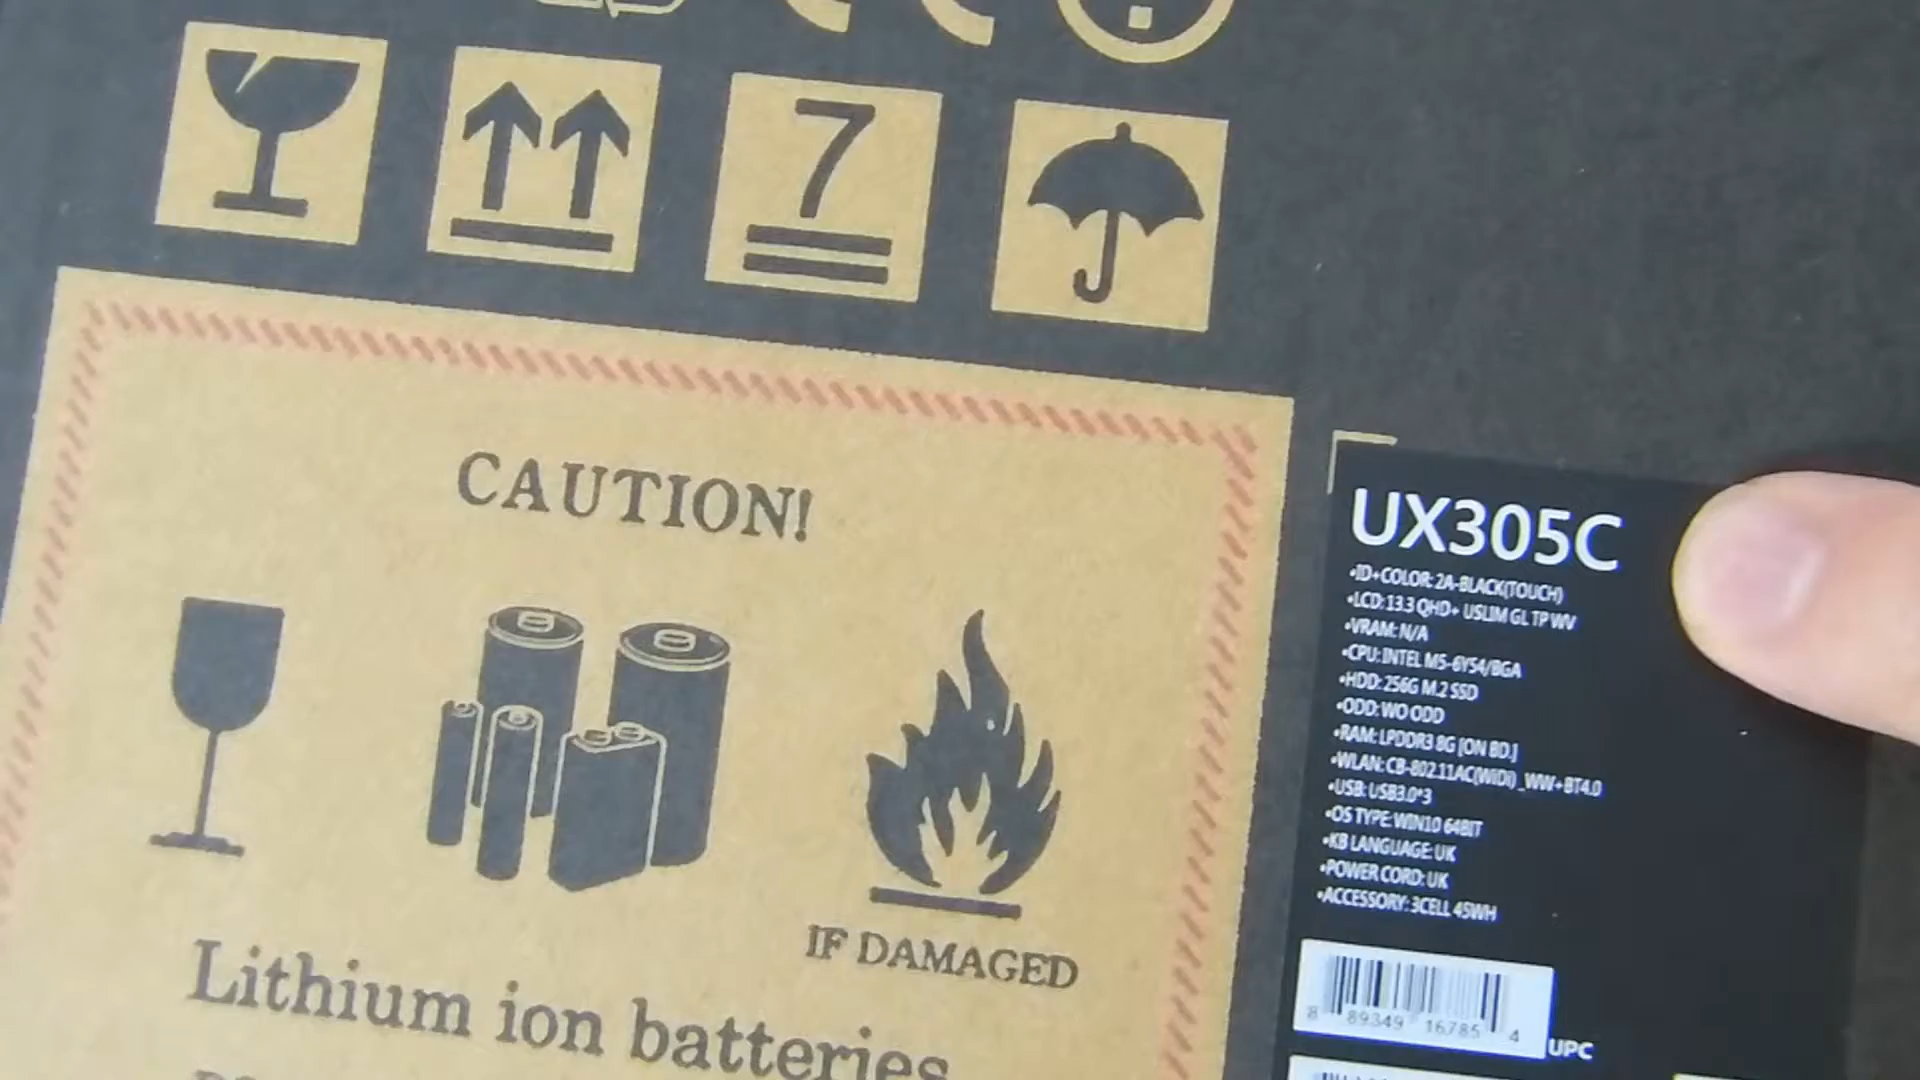 7
CAUTION!
IF DAMAGED
Lithium ion batteries
UX305C
•ID+COLOR: 2A-BLACK(TOUCH)
•LCD: 13.3 QHD+ USLIM GL TP WV
•VRAM: N/A
•CPU: INTEL M5-6Y54/BGA
•HDD: 256G M.2 SSD
•ODD: WO ODD
•RAM: LPDDR3 8G [ON BD.]
•WLAN: CB-802.11AC(WiDi)_WW+BT4.0
•USB: USB3.0*3
•OS TYPE: WIN10 64BIT
•KB LANGUAGE: UK
•POWER CORD: UK
•ACCESSORY: 3CELL 45WH
8 89349 16785 4
UPC